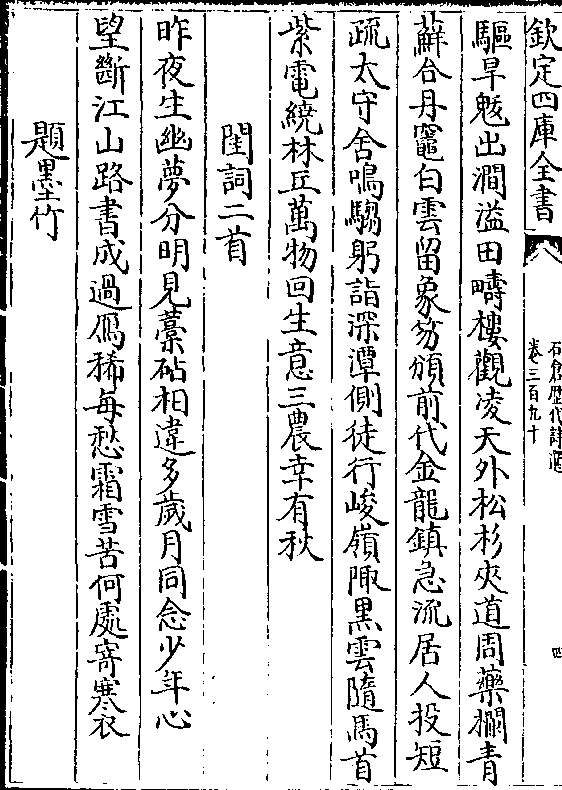 欽定四庫全書
石倉歷代詩選
卷三百九十
四
驅旱魃出澗溢田疇樓觀凌天外松杉夾道周藥欄青
蘚合丹竈白雲留象笏頒前代金龍鎮急流居人投短
疏太守舍鳴騶躬詣深潭側徒行峻嶺陬黒雲隨馬首
紫電繞林丘萬物回生意三農幸有秋
閨詞二首
昨夜生幽夢分明見藁砧相違多歲月同念少年心
望斷江山路書成過鴈稀每愁霜雪苦何處寄寒衣
題墨竹